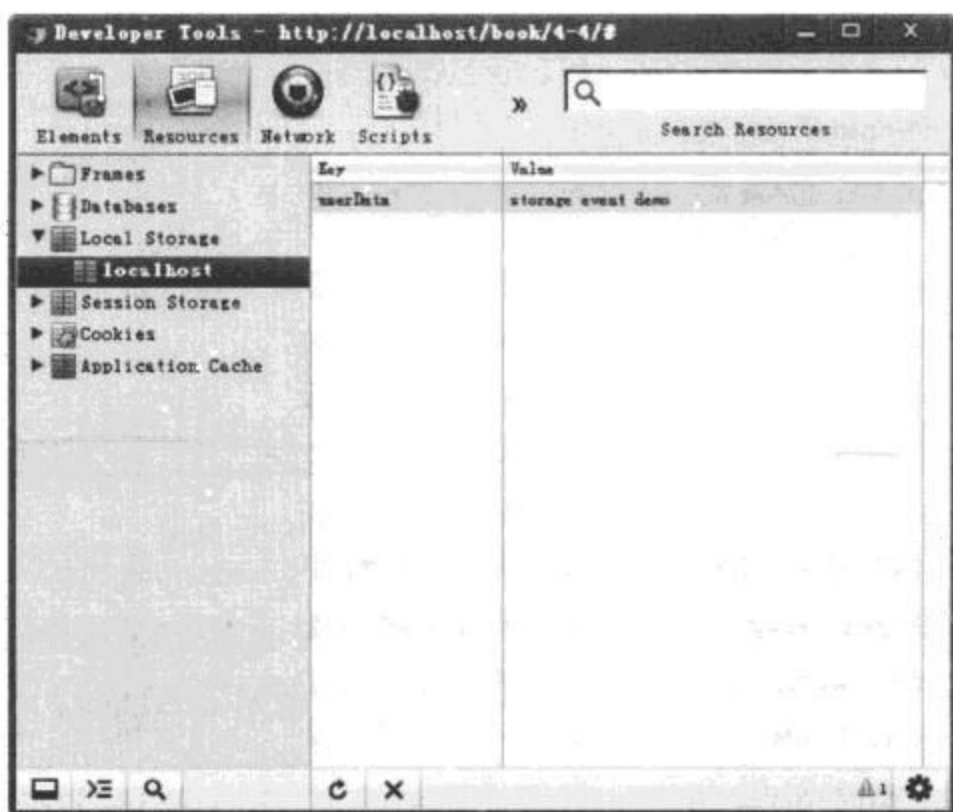 Developer Tools - http://localhost/book/4-4/#
Elements Resources Network Scripts » Search Resources
Frames
Databases
Local Storage
localhost
Session Storage
Cookies
Application Cache
Key Value
userData storage event demo
1